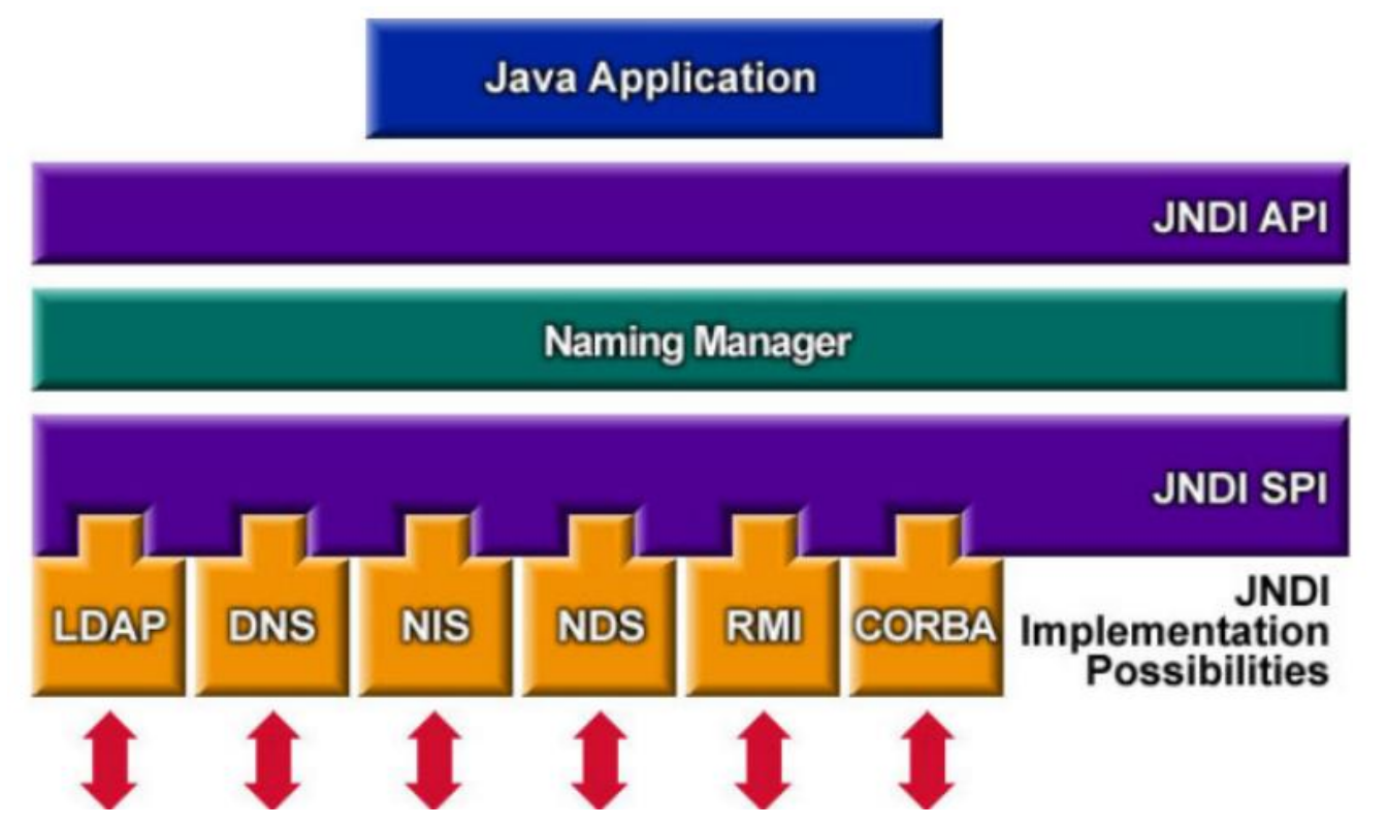 Java Application
JNDI API
Naming Manager
JNDI SPI
LDAP
DNS
NIS
NDS
RMI
CORBA
JNDI
Implementation
Possibilities